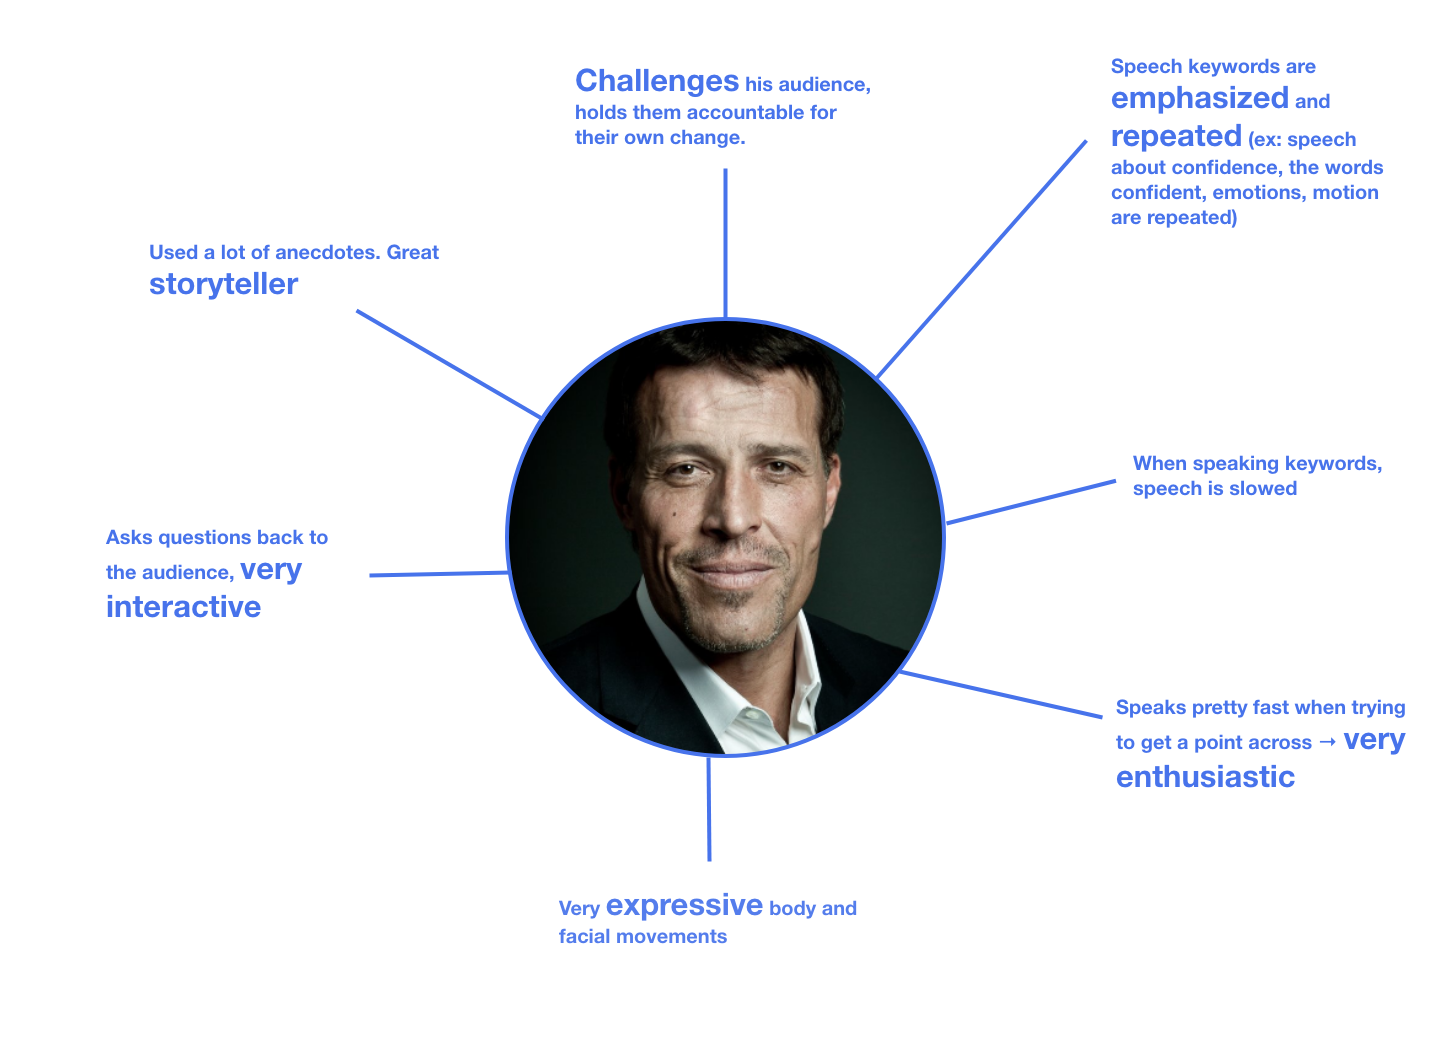 Challenges his audience,
holds them accountable for
their own change.
Speech keywords are
emphasized and
repeated (ex: speech
about confidence, the words
confident, emotions, motion
are repeated)
Used a lot of anecdotes. Great
storyteller
When speaking keywords,
speech is slowed
Asks questions back to
the audience, very
interactive
Speaks pretty fast when trying
to get a point across → very
enthusiastic
Very expressive body and
facial movements